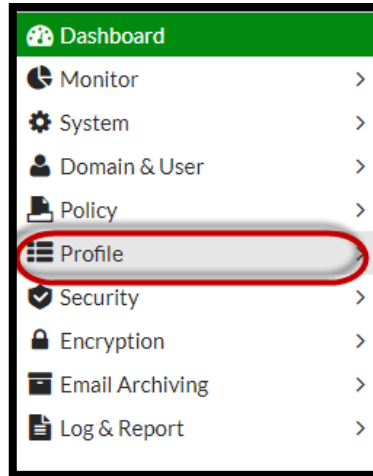 Dashboard
Monitor
System
Domain & User
Policy
Profile
Security
Encryption
Email Archiving
Log & Report